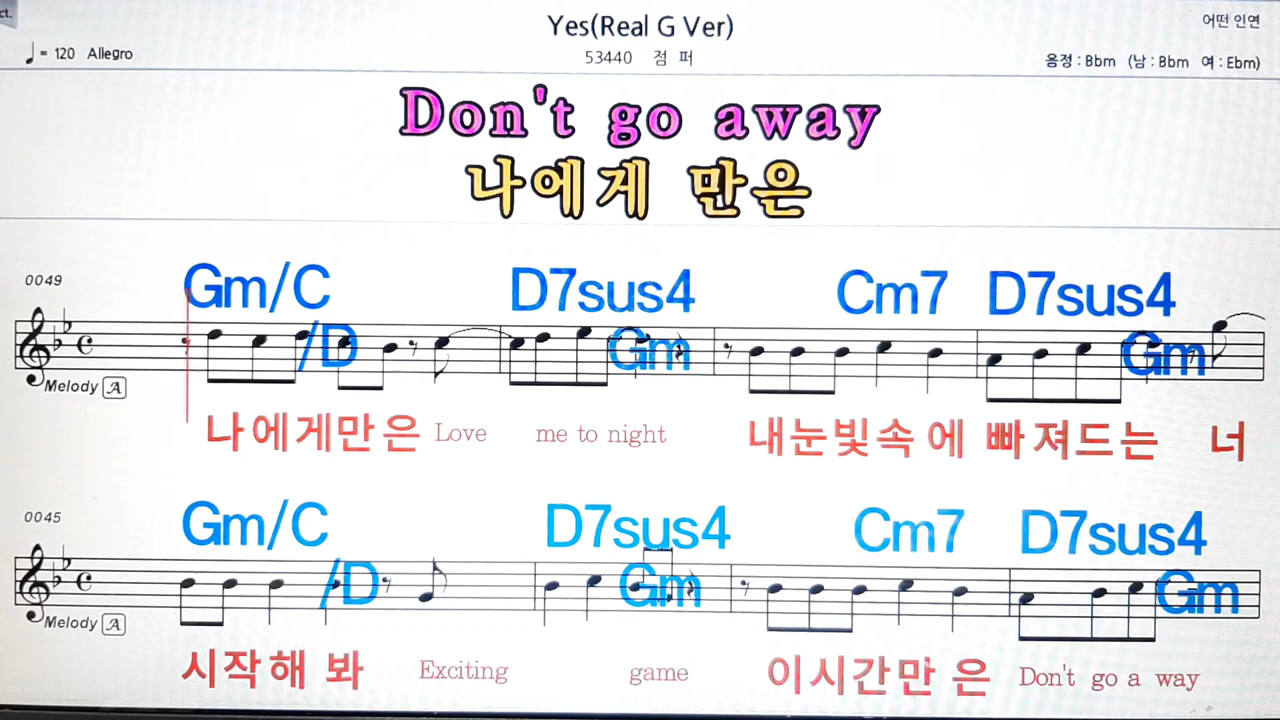 ct.
Yes(Real G Ver)
어떤 인연
♩ = 120 Allegro
53440 점 퍼
음정 : Bbm (남 : Bbm 여 : Ebm)
Don't go away
나에게 만은
0049
Gm/C D7sus4 Cm7 D7sus4
/D Gm Gm
Melody A
나에게만은 Love me to night 내눈빛속에 빠져드는 너
0045
Gm/C D7sus4 Cm7 D7sus4
/D Gm Gm
Melody A
시작해 봐 Exciting game 이시간만 은 Don't go a way